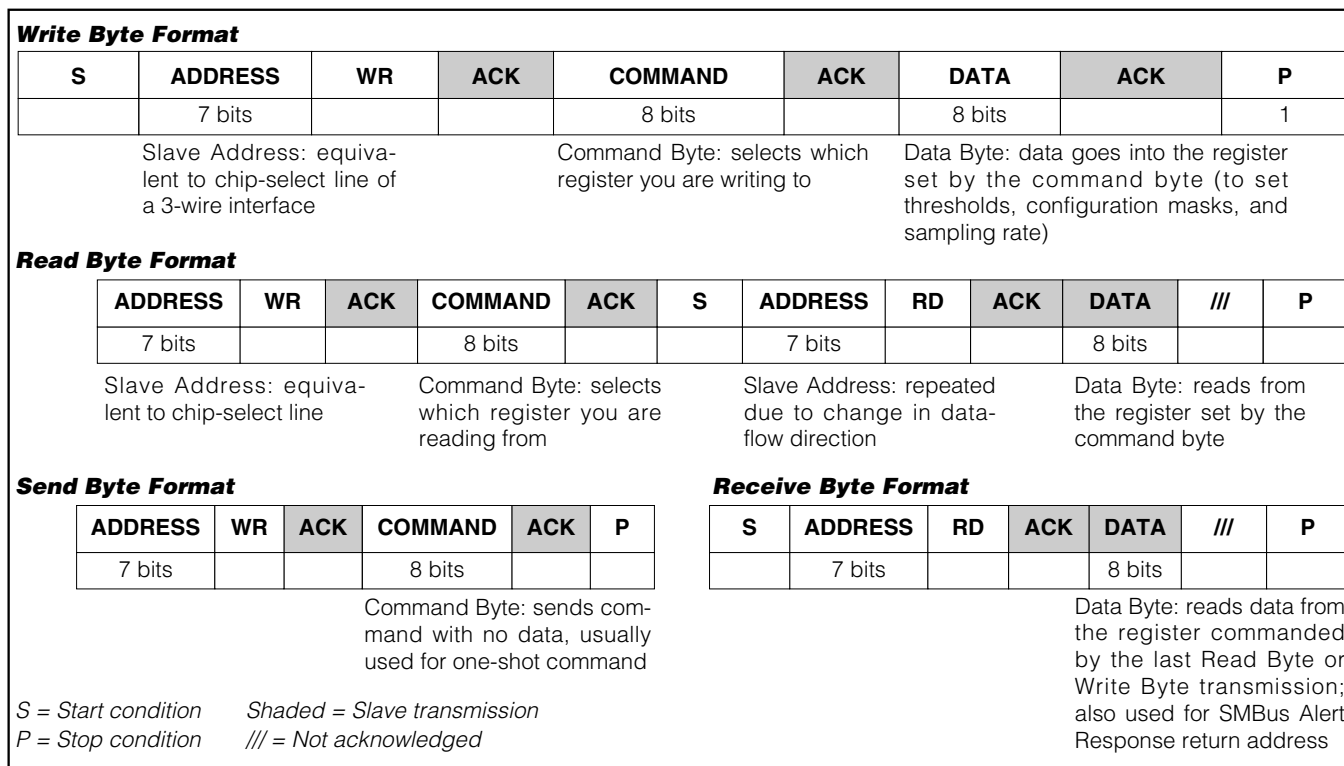 Write Byte Format
S ADDRESS WR ACK COMMAND ACK DATA ACK P
7 bits 8 bits 8 bits 1
Slave Address: equiva-
lent to chip-select line of
a 3-wire interface
Command Byte: selects which
register you are writing to
Data Byte: data goes into the register
set by the command byte (to set
thresholds, configuration masks, and
sampling rate)
Read Byte Format
ADDRESS WR ACK COMMAND ACK S ADDRESS RD ACK DATA /// P
7 bits 8 bits 7 bits 8 bits
Slave Address: equiva-
lent to chip-select line
Command Byte: selects
which register you are
reading from
Slave Address: repeated
due to change in data-
flow direction
Data Byte: reads from
the register set by the
command byte
Send Byte Format
ADDRESS WR ACK COMMAND ACK P
7 bits 8 bits
Command Byte: sends com-
mand with no data, usually
used for one-shot command
Receive Byte Format
S ADDRESS RD ACK DATA /// P
7 bits 8 bits
Data Byte: reads data from
the register commanded
by the last Read Byte or
Write Byte transmission;
also used for SMBus Alert
Response return address
S = Start condition Shaded = Slave transmission
P = Stop condition /// = Not acknowledged